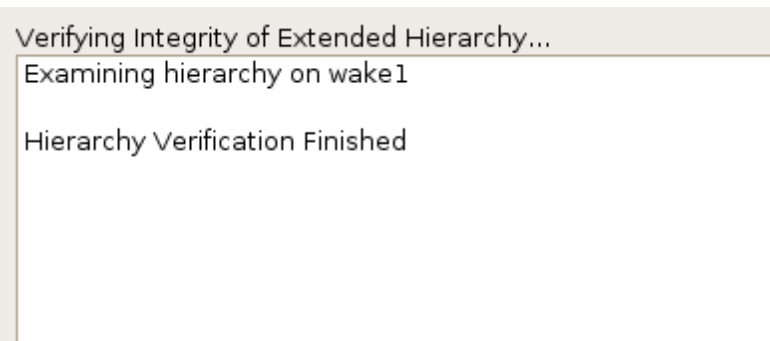 Verifying Integrity of Extended Hierarchy...
Examining hierarchy on wake1
Hierarchy Verification Finished